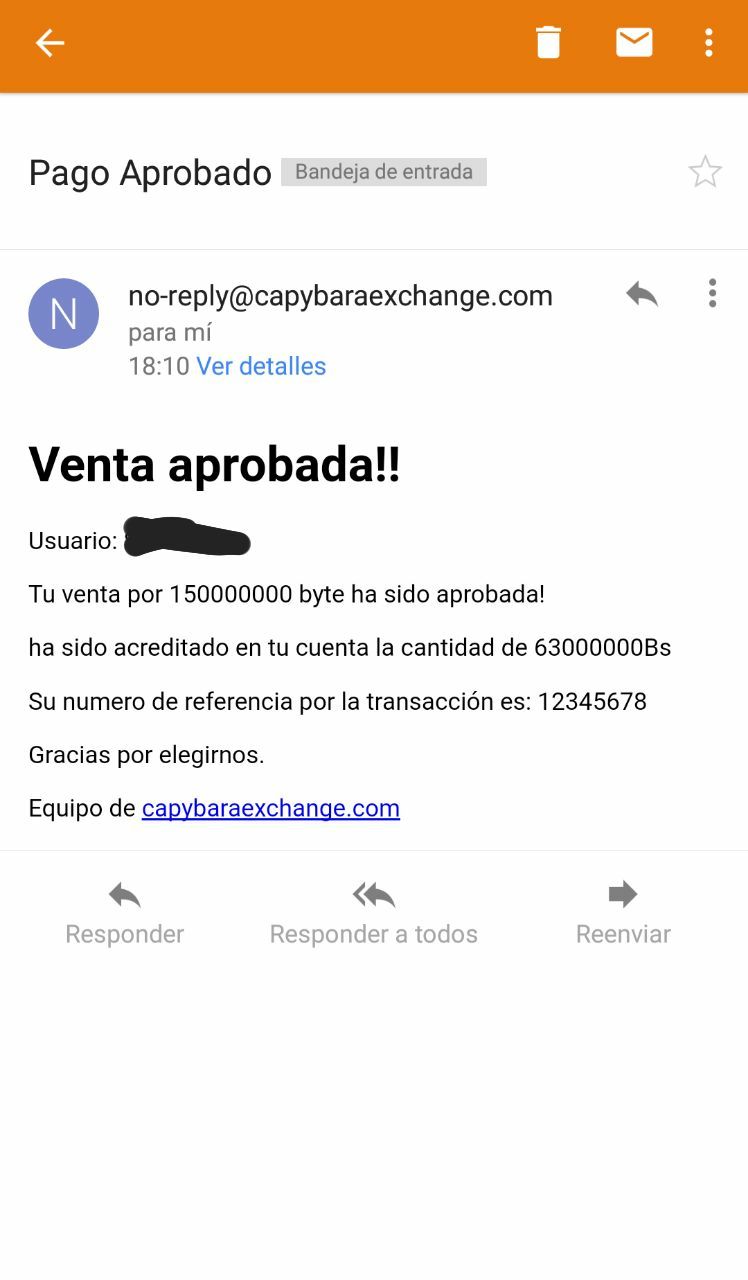 Pago Aprobado Bandeja de entrada
N
no-reply@capybaraexchange.com
para mí
18:10 Ver detalles
Venta aprobada!!
Usuario:
Tu venta por 150000000 byte ha sido aprobada!
ha sido acreditado en tu cuenta la cantidad de 63000000Bs
Su numero de referencia por la transacción es: 12345678
Gracias por elegirnos.
Equipo de capybaraexchange.com
Responder
Responder a todos
Reenviar